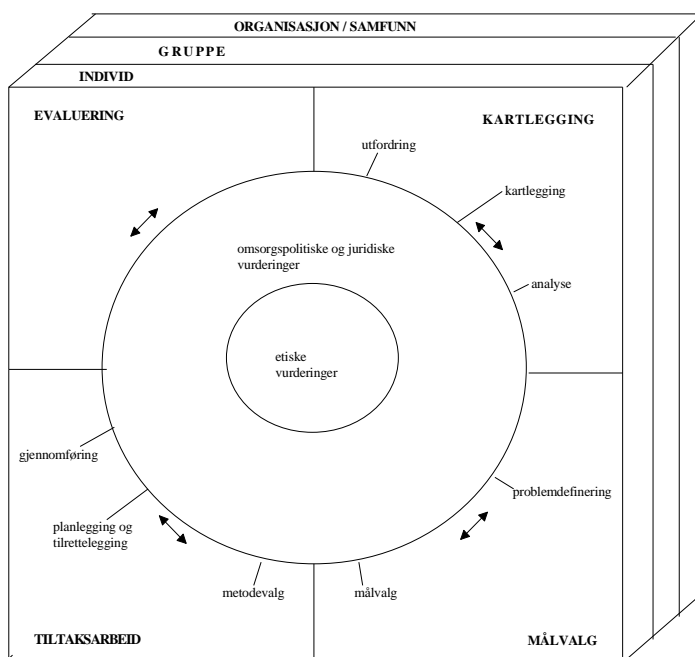 ORGANISASJON / SAMFUNN
GRUPPE
INDIVID
EVALUERING
KARTLEGGING
utfordring
kartlegging
omsorgspolitiske og juridiske
vurderinger
analyse
etiske
vurderinger
gjennomføring
problemdefinering
planlegging og
tilrettelegging
metodevalg
målvalg
TILTAKSARBEID
MÅLVALG